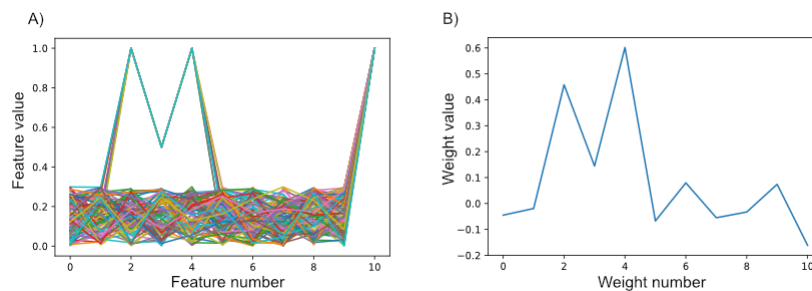 A)
1.0
0.8
0.6
0.4
0.2
0.0
Feature value
0 2 4 6 8 10
Feature number
B)
0.6
0.5
0.4
0.3
0.2
0.1
0.0
−0.1
−0.2
Weight value
0 2 4 6 8 10
Weight number